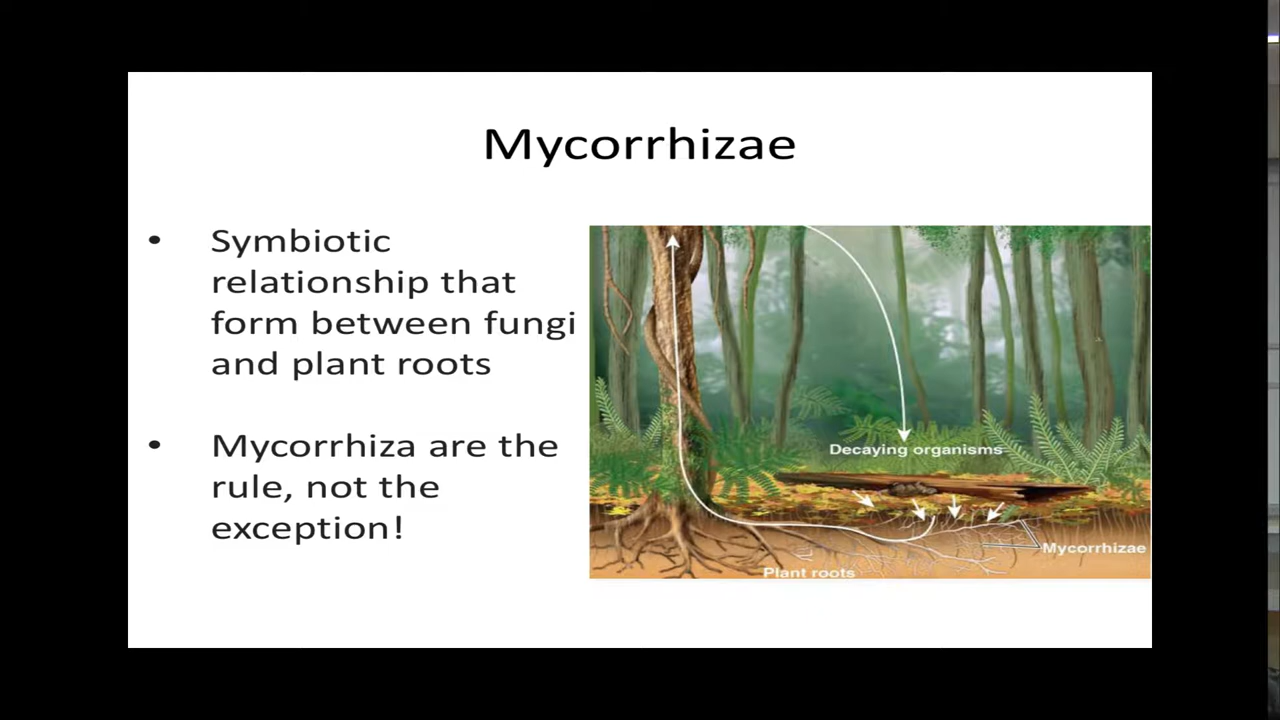 Mycorrhizae
• Symbiotic
relationship that
form between fungi
and plant roots
• Mycorrhiza are the
rule, not the
exception!
Decaying organisms
Mycorrhizae
Plant roots